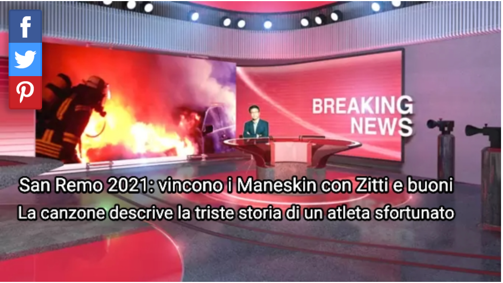 BREAKING
NEWS
San Remo 2021: vincono i Maneskin con Zitti e buoni
La canzone descrive la triste storia di un atleta sfortunato